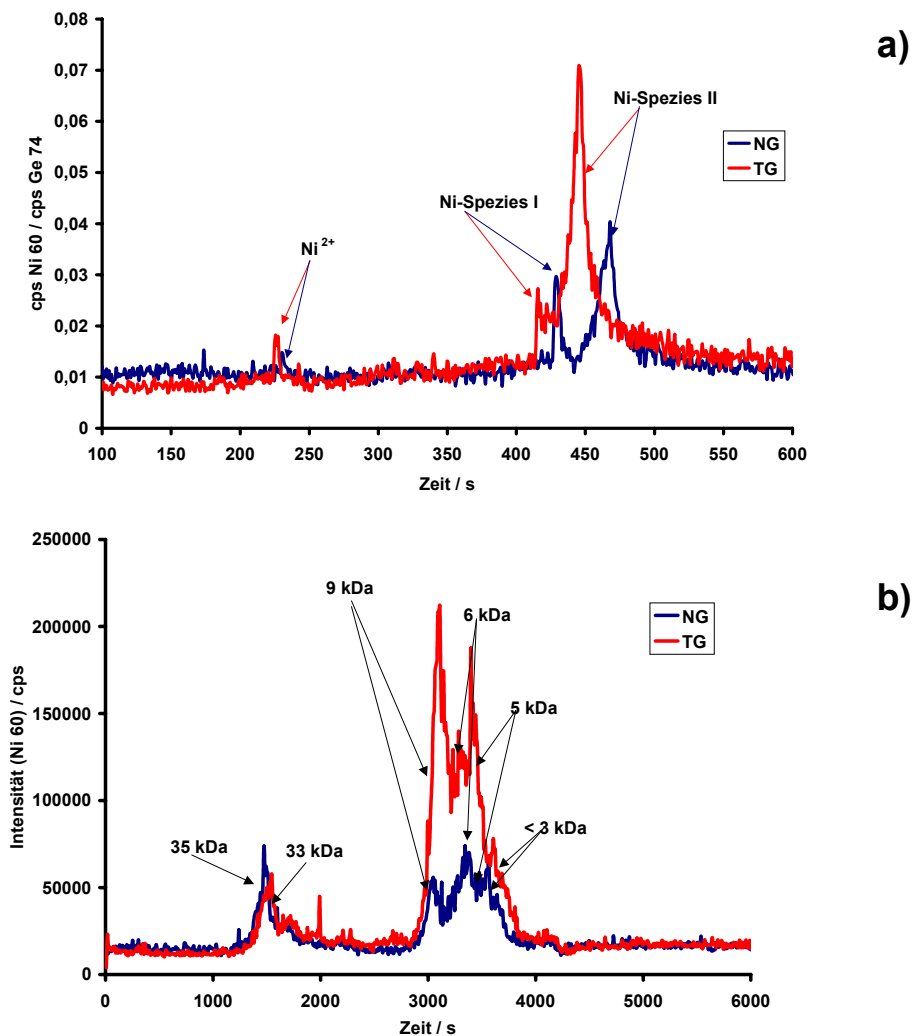 a)
0,08
0,07
0,06
0,05
0,04
0,03
0,02
0,01
0
cps Ni 60 / cps Ge 74
Ni-Spezies II
NG
TG
Ni-Spezies I
Ni 2+
100 150 200 250 300 350 400 450 500 550 600
Zeit / s
b)
250000
200000
150000
100000
50000
0
Intensität (Ni 60) / cps
9 kDa
6 kDa
NG
TG
5 kDa
35 kDa
33 kDa
< 3 kDa
0 1000 2000 3000 4000 5000 6000
Zeit / s